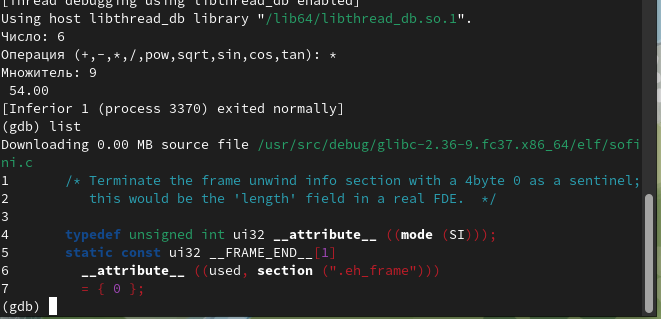 [Thread debugging using libthread_db enabled]
Using host libthread_db library "/lib64/libthread_db.so.1".
Число: 6
Операция (+,-,*,/,pow,sqrt,sin,cos,tan): *
Множитель: 9
 54.00
[Inferior 1 (process 3370) exited normally]
(gdb) list
Downloading 0.00 MB source file /usr/src/debug/glibc-2.36-9.fc37.x86_64/elf/sofi
ni.c
1       /* Terminate the frame unwind info section with a 4byte 0 as a sentinel;
2          this would be the 'length' field in a real FDE.  */
3
4       typedef unsigned int ui32 __attribute__ ((mode (SI)));
5       static const ui32 __FRAME_END__[1]
6         __attribute__ ((used, section (".eh_frame")))
7         = { 0 };
(gdb)